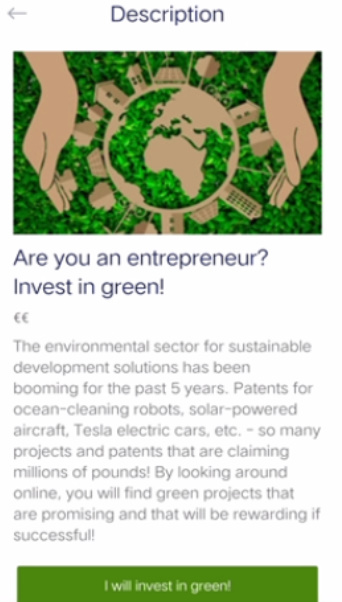 Description
Are you an entrepreneur?
Invest in green!
€€
The environmental sector for sustainable
development solutions has been
booming for the past 5 years. Patents for
ocean-cleaning robots, solar-powered
aircraft, Tesla electric cars, etc. - so many
projects and patents that are claiming
millions of pounds! By looking around
online, you will find green projects that
are promising and that will be rewarding if
successful!
I will invest in green!